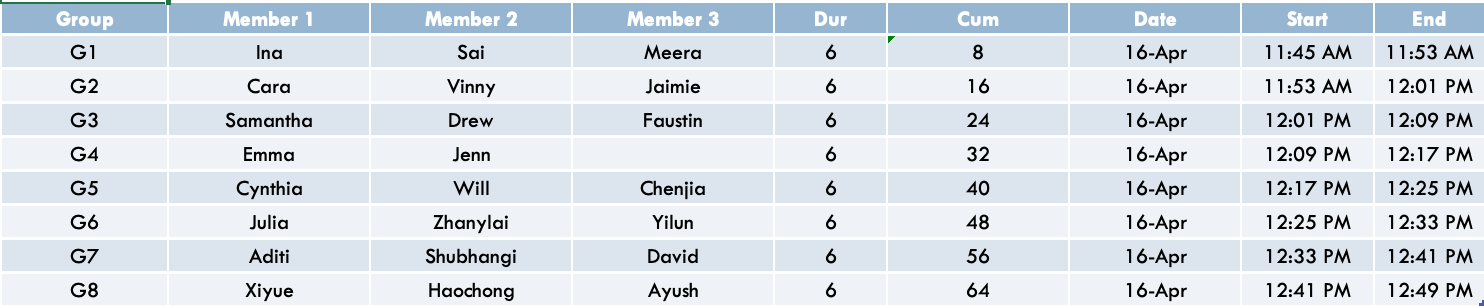 Group Member 1 Member 2 Member 3 Dur Cum Date Start End
G1 Ina Sai Meera 6 8 16-Apr 11:45 AM 11:53 AM
G2 Cara Vinny Jaimie 6 16 16-Apr 11:53 AM 12:01 PM
G3 Samantha Drew Faustin 6 24 16-Apr 12:01 PM 12:09 PM
G4 Emma Jenn 6 32 16-Apr 12:09 PM 12:17 PM
G5 Cynthia Will Chenjia 6 40 16-Apr 12:17 PM 12:25 PM
G6 Julia Zhanylai Yilun 6 48 16-Apr 12:25 PM 12:33 PM
G7 Aditi Shubhangi David 6 56 16-Apr 12:33 PM 12:41 PM
G8 Xiyue Haochong Ayush 6 64 16-Apr 12:41 PM 12:49 PM